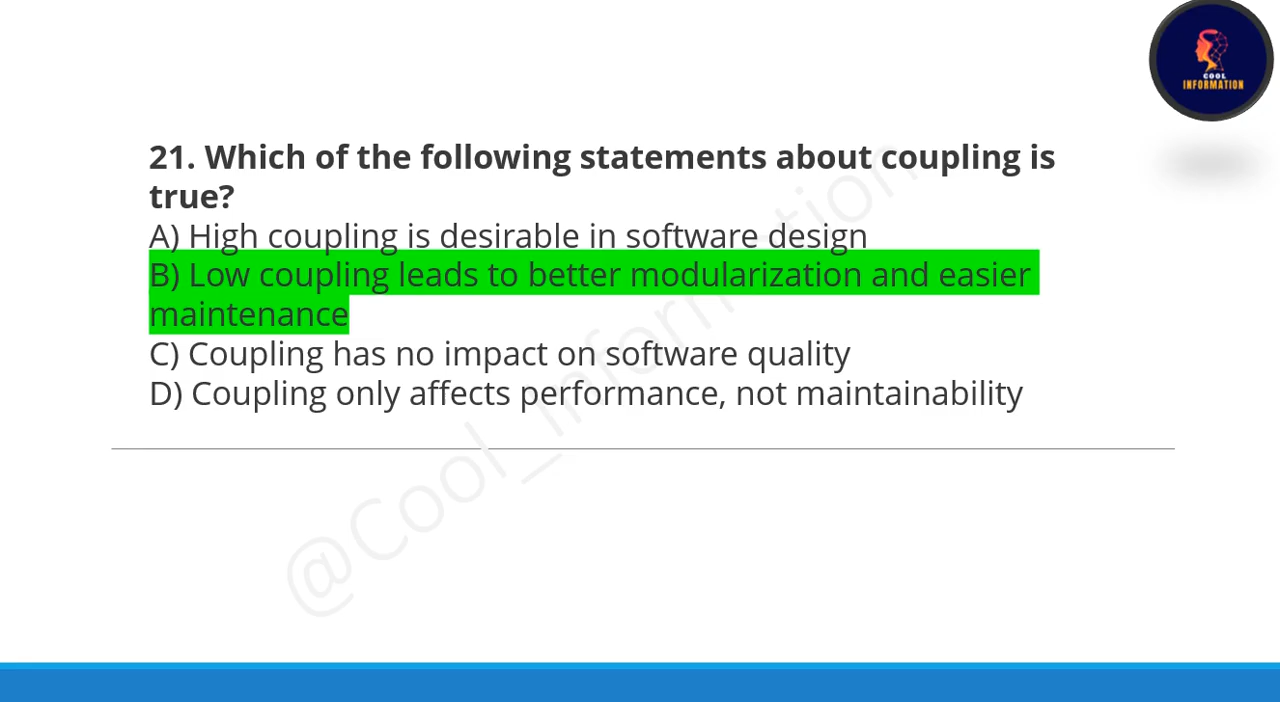 COOL
INFORMATION
21. Which of the following statements about coupling is
true?
A) High coupling is desirable in software design
B) Low coupling leads to better modularization and easier
maintenance
C) Coupling has no impact on software quality
D) Coupling only affects performance, not maintainability
@Cool_Information